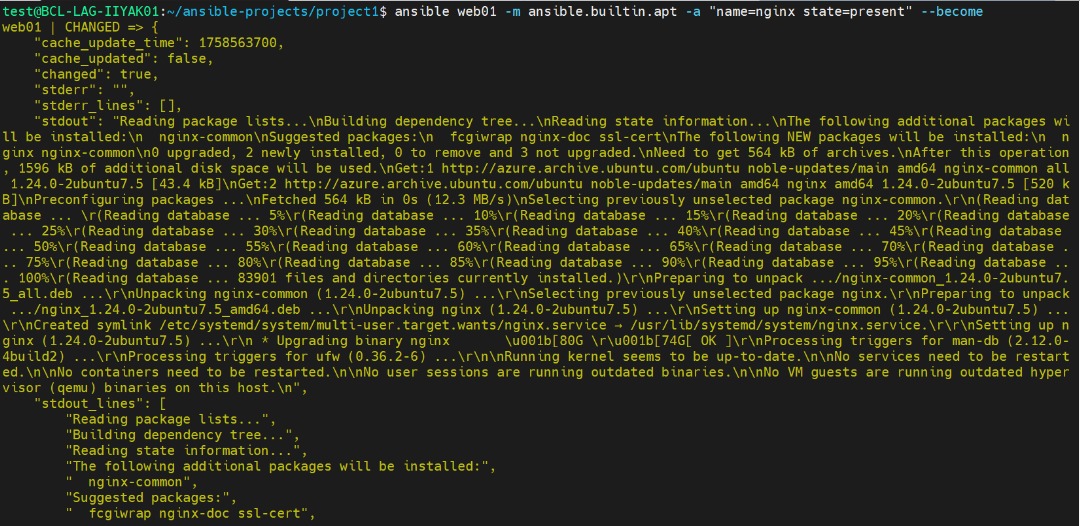 test@BCL-LAG-IIYAK01:~/ansible-projects/project1$ ansible web01 -m ansible.builtin.apt -a "name=nginx state=present" --become
web01 | CHANGED => {
    "cache_update_time": 1758563700,
    "cache_updated": false,
    "changed": true,
    "stderr": "",
    "stderr_lines": [],
    "stdout": "Reading package lists...\nBuilding dependency tree...\nReading state information...\nThe following additional packages wi
ll be installed:\n  nginx-common\nSuggested packages:\n  fcgiwrap nginx-doc ssl-cert\nThe following NEW packages will be installed:\n  n
ginx nginx-common\n0 upgraded, 2 newly installed, 0 to remove and 3 not upgraded.\nNeed to get 564 kB of archives.\nAfter this operation
, 1596 kB of additional disk space will be used.\nGet:1 http://azure.archive.ubuntu.com/ubuntu noble-updates/main amd64 nginx-common all
 1.24.0-2ubuntu7.5 [43.4 kB]\nGet:2 http://azure.archive.ubuntu.com/ubuntu noble-updates/main amd64 nginx amd64 1.24.0-2ubuntu7.5 [520 k
B]\nPreconfiguring packages ...\nFetched 564 kB in 0s (12.3 MB/s)\nSelecting previously unselected package nginx-common.\r\n(Reading dat
abase ... \r(Reading database ... 5%\r(Reading database ... 10%\r(Reading database ... 15%\r(Reading database ... 20%\r(Reading database
 ... 25%\r(Reading database ... 30%\r(Reading database ... 35%\r(Reading database ... 40%\r(Reading database ... 45%\r(Reading database
... 50%\r(Reading database ... 55%\r(Reading database ... 60%\r(Reading database ... 65%\r(Reading database ... 70%\r(Reading database .
.. 75%\r(Reading database ... 80%\r(Reading database ... 85%\r(Reading database ... 90%\r(Reading database ... 95%\r(Reading database ..
. 100%\r(Reading database ... 83901 files and directories currently installed.)\r\nPreparing to unpack .../nginx-common_1.24.0-2ubuntu7.
5_all.deb ...\r\nUnpacking nginx-common (1.24.0-2ubuntu7.5) ...\r\nSelecting previously unselected package nginx.\r\nPreparing to unpack
 .../nginx_1.24.0-2ubuntu7.5_amd64.deb ...\r\nUnpacking nginx (1.24.0-2ubuntu7.5) ...\r\nSetting up nginx-common (1.24.0-2ubuntu7.5) ...
\r\nCreated symlink /etc/systemd/system/multi-user.target.wants/nginx.service → /usr/lib/systemd/system/nginx.service.\r\r\nSetting up n
ginx (1.24.0-2ubuntu7.5) ...\r\n * Upgrading binary nginx       \u001b[80G \r\u001b[74G[ OK ]\r\nProcessing triggers for man-db (2.12.0-
4build2) ...\r\nProcessing triggers for ufw (0.36.2-6) ...\r\n\nRunning kernel seems to be up-to-date.\n\nNo services need to be restart
ed.\n\nNo containers need to be restarted.\n\nNo user sessions are running outdated binaries.\n\nNo VM guests are running outdated hyper
visor (qemu) binaries on this host.\n",
    "stdout_lines": [
        "Reading package lists...",
        "Building dependency tree...",
        "Reading state information...",
        "The following additional packages will be installed:",
        "  nginx-common",
        "Suggested packages:",
        "  fcgiwrap nginx-doc ssl-cert",